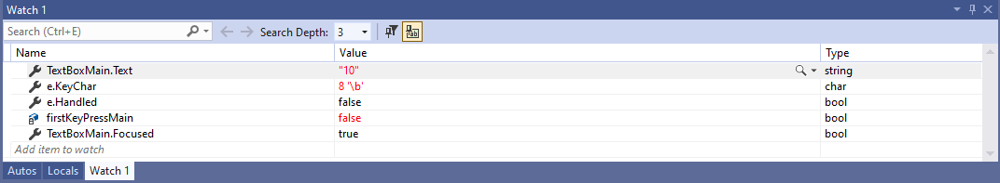 Watch 1
Search (Ctrl+E) Search Depth: 3
Name Value Type
TextBoxMain.Text "10" string
e.KeyChar 8 '\b' char
e.Handled false bool
firstKeyPressMain false bool
TextBoxMain.Focused true bool
Add item to watch
Autos Locals Watch 1